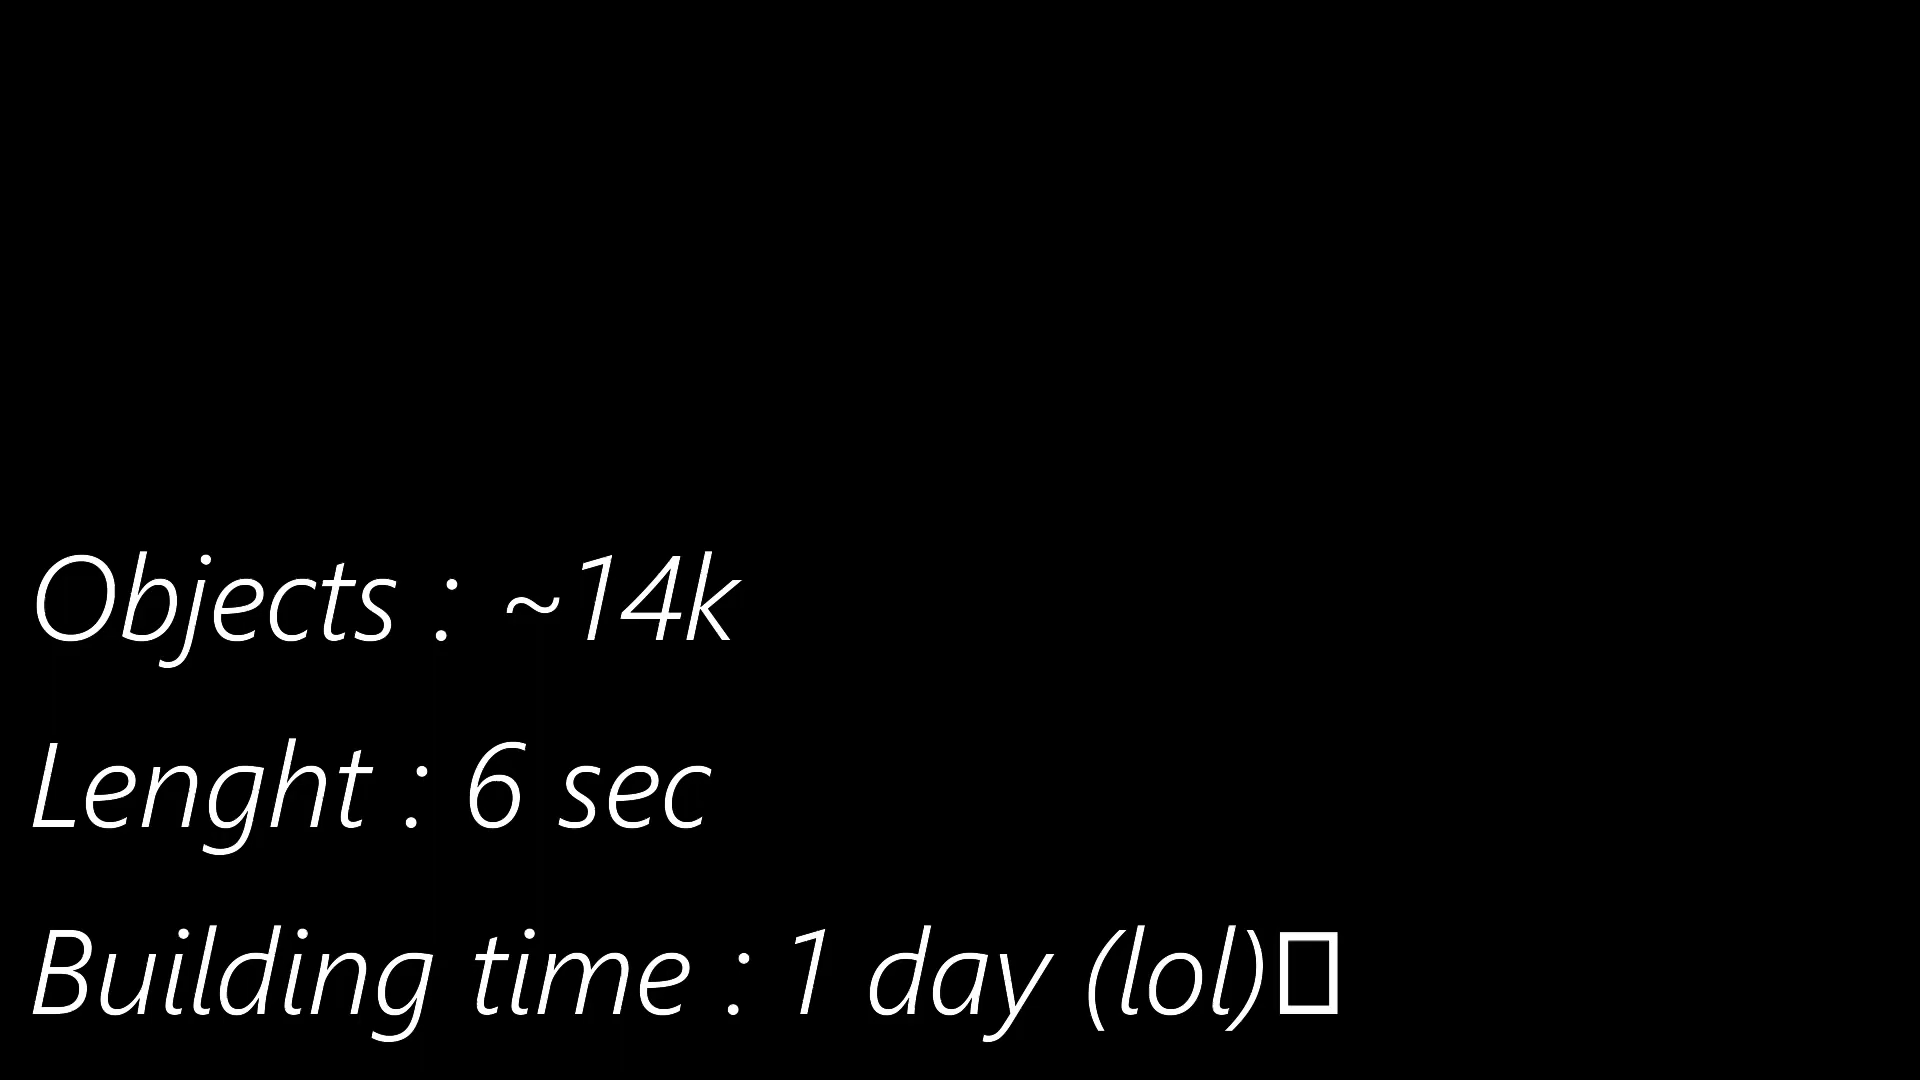 Objects : ~14k
Lenght : 6 sec
Building time : 1 day (lol)